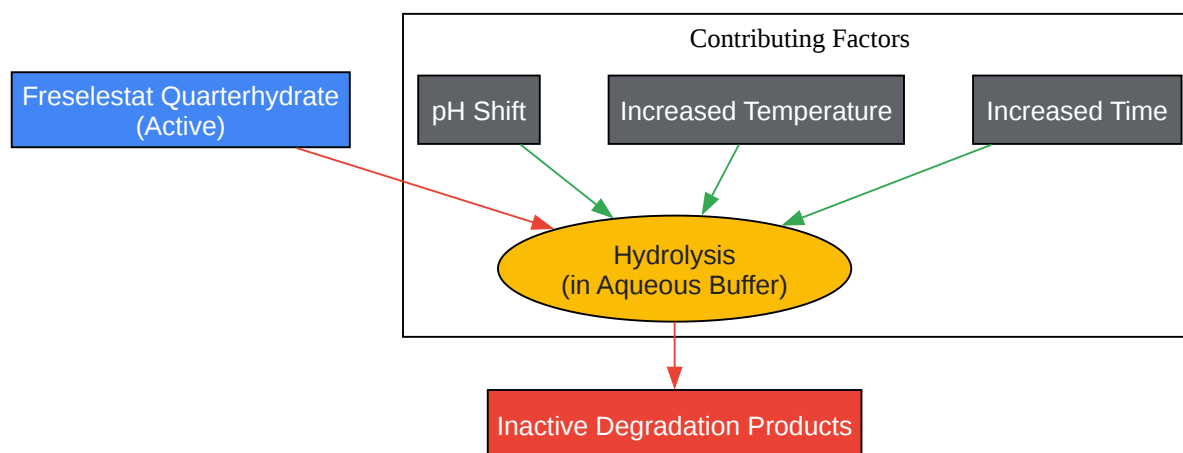 Contributing Factors
Freselestat Quarterhydrate
(Active)
pH Shift
Increased Temperature
Increased Time
Hydrolysis
(in Aqueous Buffer)
Inactive Degradation Products